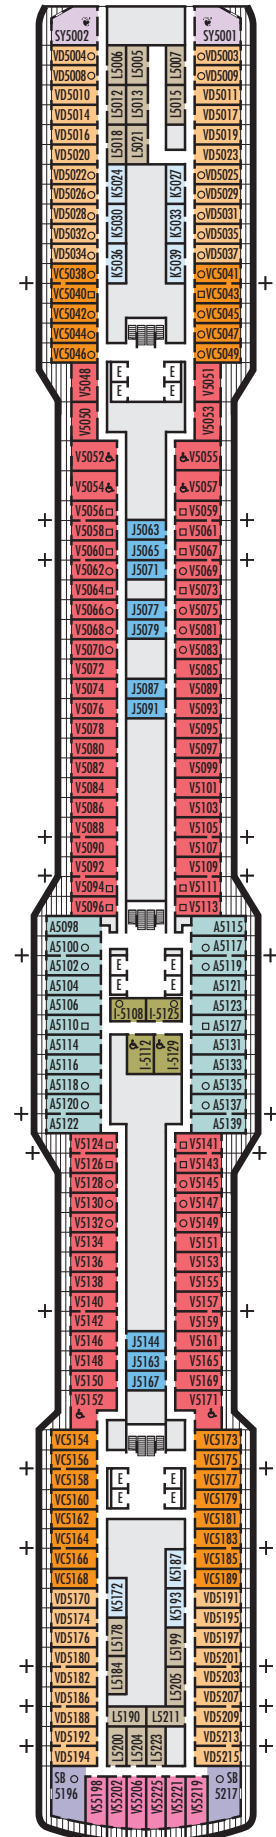 SY5002 SY5001
VD5004 L5006 L5005 L5007 VD5003
VD5008 VD5009
VD5010 L5012 L5013 L5015 VD5011
VD5014 VD5017
VD5016 L5018 L5021 VD5019
VD5020 VD5023
VD5022 K5024 K5027 VD5025
VD5026 VD5029
VD5028 K5030 K5033 VD5031
VD5032 VD5035
VD5034 K5036 K5039 VD5037
VC5038 VC5041
VC5040 VC5043
VC5042 VC5045
VC5044 VC5047
VC5046 VC5049
V5048 E E V5051
V5050 E E V5053
V5052 V5055
V5054 V5057
V5056 V5059
V5058 J5063 V5061
V5060 J5065 V5067
V5062 J5071 V5069
V5064 V5073
V5066 J5077 V5075
V5068 J5079 V5081
V5070 V5083
V5072 V5085
V5074 J5087 V5089
V5076 J5091 V5093
V5078 V5095
V5080 V5097
V5082 V5099
V5084 V5101
V5086 V5103
V5088 V5105
V5090 V5107
V5092 V5109
V5094 V5111
V5096 V5113
A5098 A5115
A5100 A5117
A5102 E E A5119
A5104 E E A5121
A5106 I-5108 I-5125 A5123
A5110 A5127
A5114 I-5112 I-5129 A5131
A5116 A5133
A5118 A5135
A5120 A5137
A5122 A5139
V5124 V5141
V5126 V5143
V5128 V5145
V5130 V5147
V5132 V5149
V5134 V5151
V5136 V5153
V5138 V5155
V5140 V5157
V5142 V5159
V5146 J5144 V5161
V5148 J5163 V5165
V5150 J5167 V5169
V5152 V5171
VC5154 VC5173
VC5156 VC5175
VC5158 E E VC5177
VC5160 E E VC5179
VC5162 VC5181
VC5164 VC5183
VC5166 K5187 VC5185
VC5168 VC5189
VD5170 K5172 K5193 VD5191
VD5174 VD5195
VD5176 L5178 L5199 VD5197
VD5180 VD5201
VD5182 L5184 L5205 VD5203
VD5186 VD5207
VD5188 L5190 L5211 VD5209
VD5192 L5200 L5204 L5223 VD5213
VD5194 VD5215
SB 5196 VS5198 VS5202 VS5206 VS5225 VS5221 VS5219 SB 5217